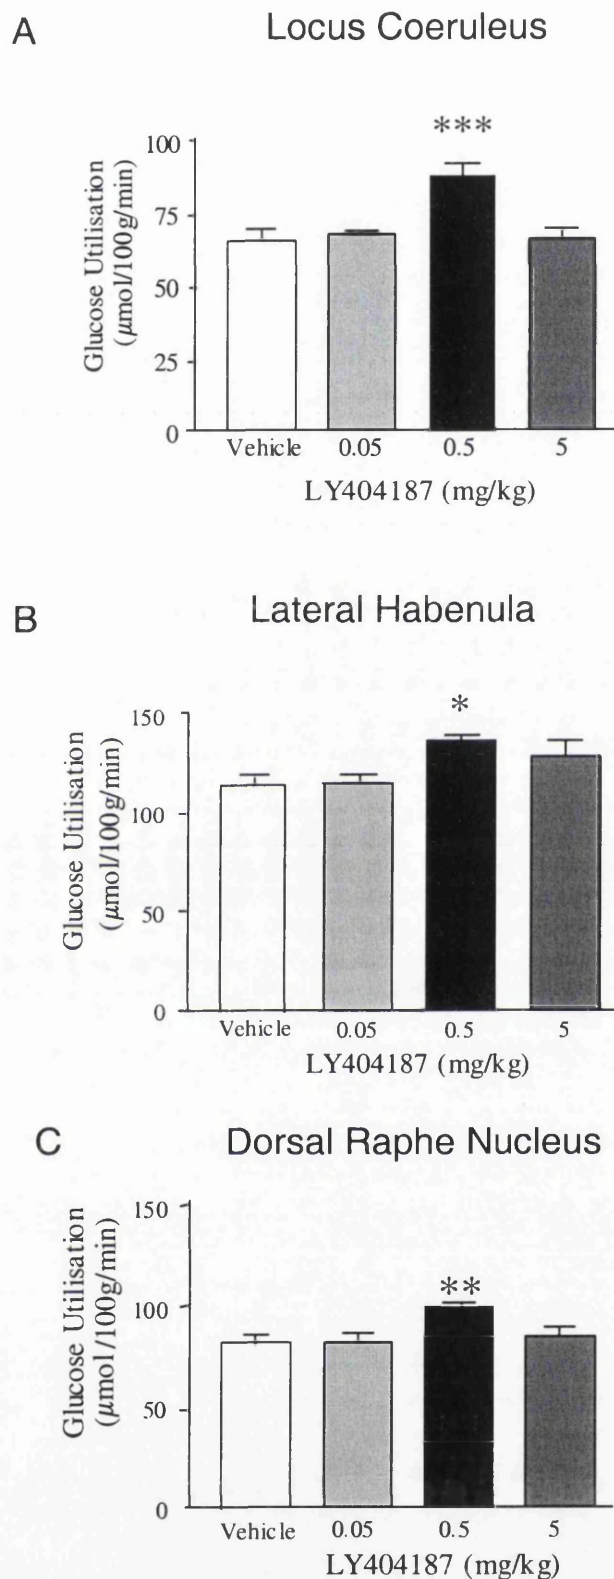 A
Locus Coeruleus
***
100
75
50
25
0
Glucose Utilisation
(μmol/100g/min)
Vehicle 0.05 0.5 5
LY404187 (mg/kg)
B
Lateral Habenula
*
150
100
50
0
Glucose Utilisation
(μmol/100g/min)
Vehicle 0.05 0.5 5
LY404187 (mg/kg)
C
Dorsal Raphe Nucleus
**
150
100
50
0
Glucose Utilisation
(μmol/100g/min)
Vehicle 0.05 0.5 5
LY404187 (mg/kg)